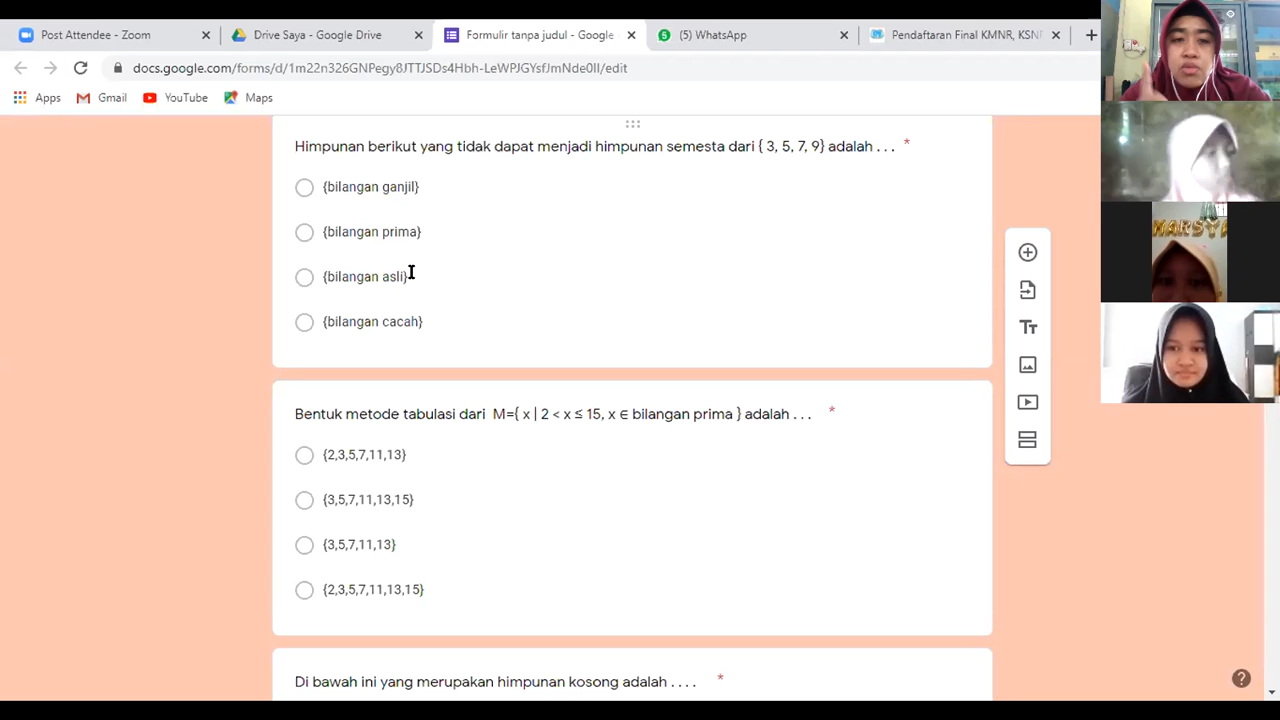 Post Attendee - Zoom
Drive Saya - Google Drive
Formulir tanpa judul - Google
(5) WhatsApp
Pendaftaran Final KMNR, KSNF
docs.google.com/forms/d/1m22n326GNPegy8JTTJSDs4Hbh-LeWPJGYsfJmNde0lI/edit
Apps
Gmail
YouTube
Maps
Himpunan berikut yang tidak dapat menjadi himpunan semesta dari { 3, 5, 7, 9} adalah . . . *
{bilangan ganjil}
{bilangan prima}
{bilangan asli}
{bilangan cacah}
Bentuk metode tabulasi dari M={ x | 2 < x ≤ 15, x ∈ bilangan prima } adalah . . . *
{2,3,5,7,11,13}
{3,5,7,11,13,15}
{3,5,7,11,13}
{2,3,5,7,11,13,15}
Di bawah ini yang merupakan himpunan kosong adalah . . . . *
MARSYA